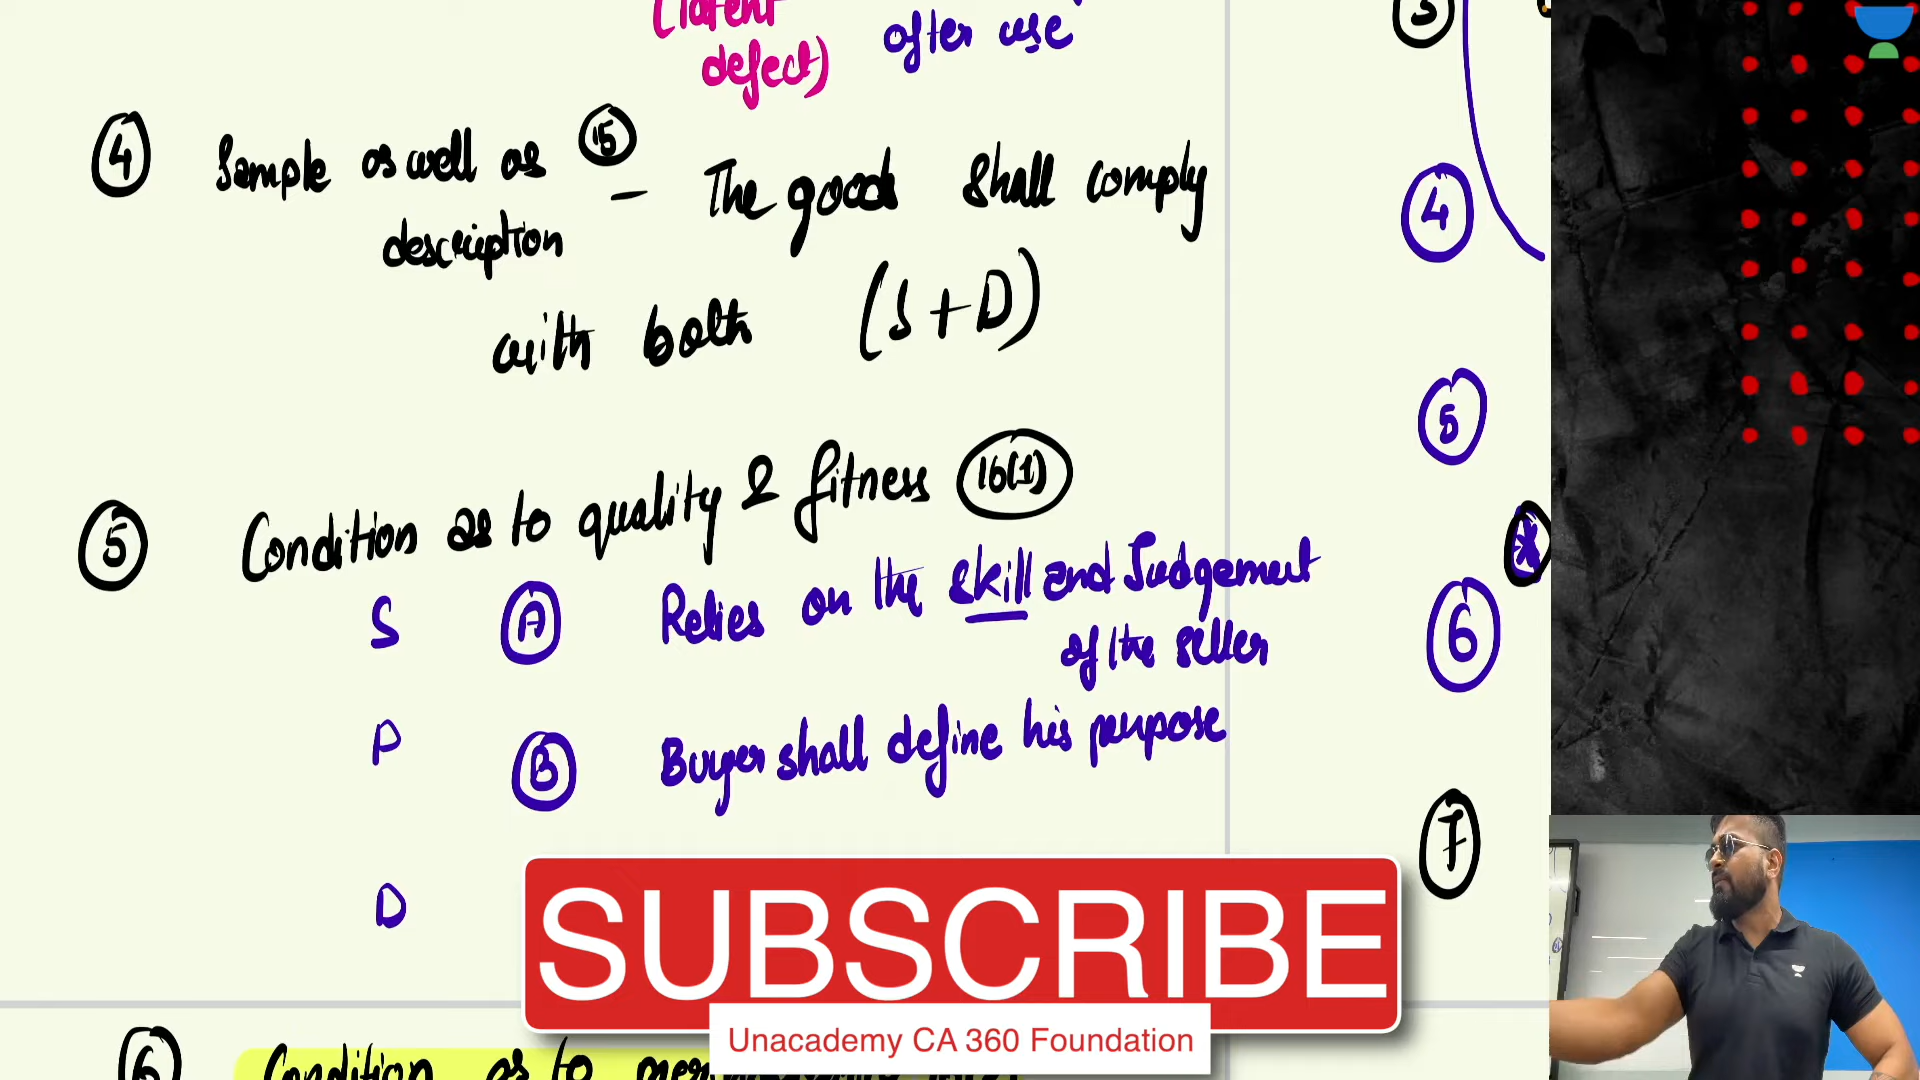 (latent
defect) after use
④ Sample as well as ⑮
description – The goods shall comply
with both (S+D)
⑤ Condition as to quality & fitness 16(1)
S Ⓐ Relies on the skill and Judgement
of the seller
P Ⓑ Buyer shall define his purpose
D
⑥ Condition as to
3
④
⑤
⑥
⑦
SUBSCRIBE
Unacademy CA 360 Foundation